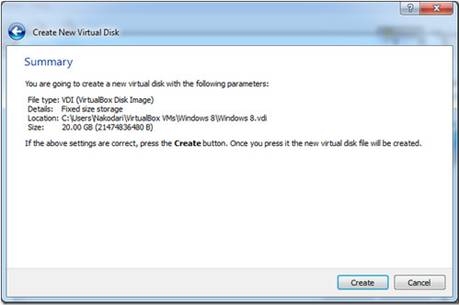 Create New Virtual Disk
Summary
You are going to create a new virtual disk with the following parameters:
File type: VDI (VirtualBox Disk Image)
Details: Fixed size storage
Location: C:\Users\Nakodari\VirtualBox VMs\Windows 8\Windows 8.vdi
Size: 20.00 GB (21474836480 B)
If the above settings are correct, press the Create button. Once you press it the new virtual disk file will be created.
Create Cancel